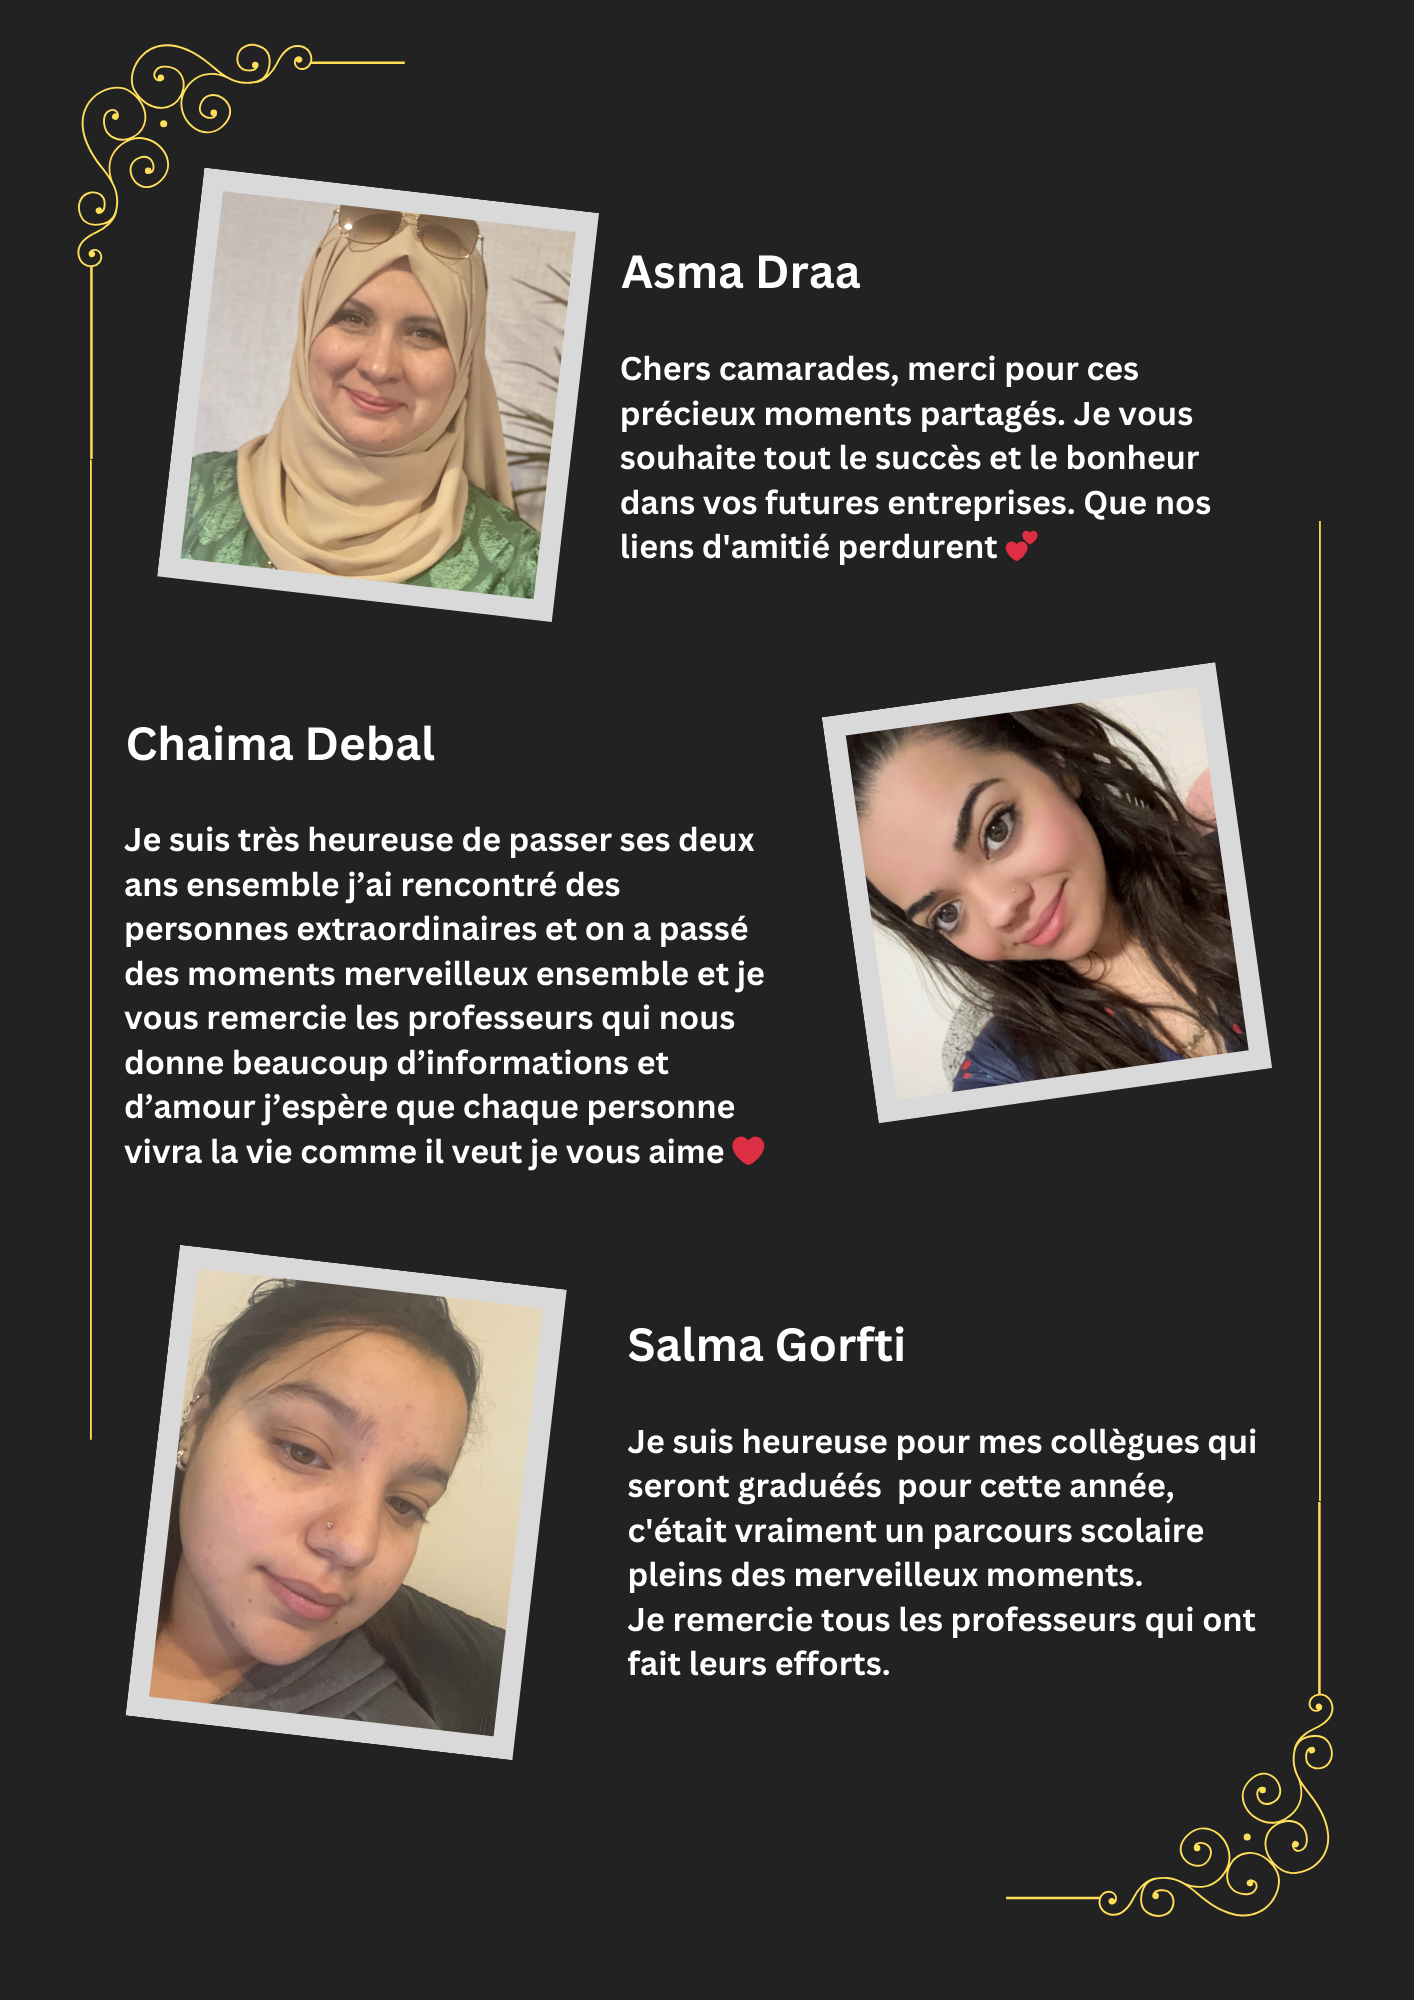 Asma Draa
Chers camarades, merci pour ces
précieux moments partagés. Je vous
souhaite tout le succès et le bonheur
dans vos futures entreprises. Que nos
liens d'amitié perdurent 💕
Chaima Debal
Je suis très heureuse de passer ses deux
ans ensemble j’ai rencontré des
personnes extraordinaires et on a passé
des moments merveilleux ensemble et je
vous remercie les professeurs qui nous
donne beaucoup d’informations et
d’amour j’espère que chaque personne
vivra la vie comme il veut je vous aime ❤️
Salma Gorfti
Je suis heureuse pour mes collègues qui
seront graduéés  pour cette année,
c'était vraiment un parcours scolaire
pleins des merveilleux moments.
Je remercie tous les professeurs qui ont
fait leurs efforts.